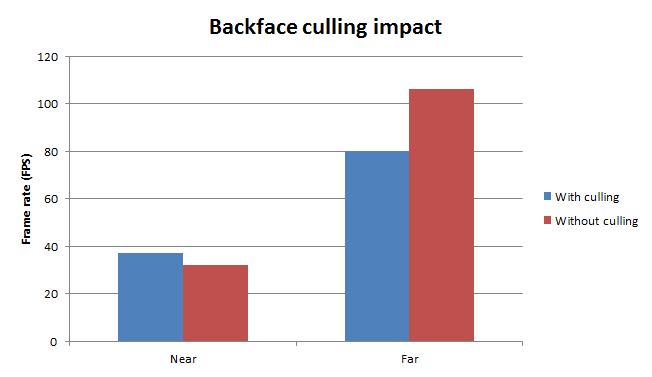 Backface culling impact
120
100
80
60
40
20
0
Frame rate (FPS)
Near
Far
With culling
Without culling